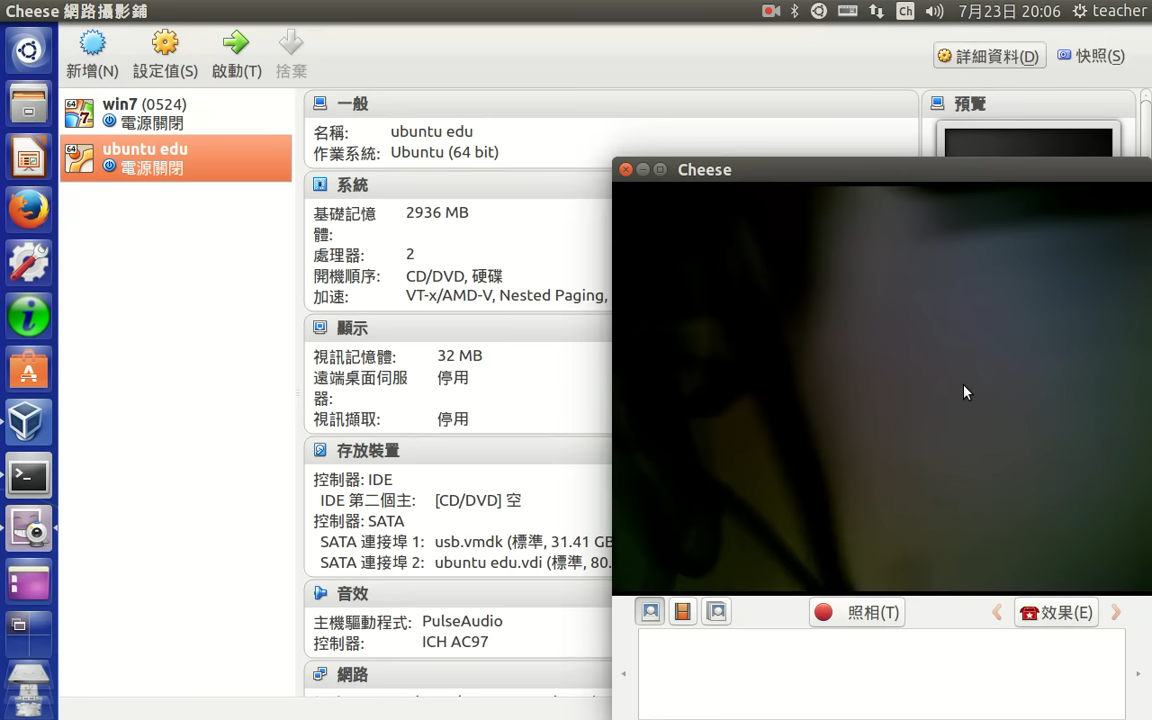 Cheese 網路攝影鋪
Ch
7月23日 20:06
teacher
新增(N)
設定值(S)
啟動(T)
捨棄
詳細資料(D)
快照(S)
win7 (0524)
電源關閉
ubuntu edu
電源關閉
一般
名稱: ubuntu edu
作業系統: Ubuntu (64 bit)
預覽
Cheese
系統
基礎記憶 2936 MB
體:
處理器: 2
開機順序: CD/DVD, 硬碟
加速: VT-x/AMD-V, Nested Paging,
顯示
視訊記憶體: 32 MB
遠端桌面伺服 停用
器:
視訊擷取: 停用
存放裝置
控制器: IDE
IDE 第二個主: [CD/DVD] 空
控制器: SATA
SATA 連接埠 1: usb.vmdk (標準, 31.41 GB
SATA 連接埠 2: ubuntu edu.vdi (標準, 80.
音效
主機驅動程式: PulseAudio
控制器: ICH AC97
網路
照相(T)
效果(E)